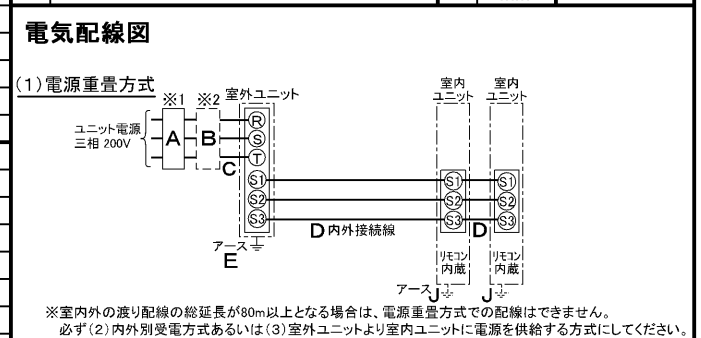 電気配線図
(1)電源重畳方式
※1 ※2 室外ユニット
室内
ユニット
室内
ユニット
ユニット電源
三相 200V
A
B
C
R
S
T
S1
S2
S3
S1
S2
S3
S1
S2
S3
D 内外接続線
D
アース
E
リモコン
内蔵
リモコン
内蔵
アース J
J
※室内外の渡り配線の総延長が80m以上となる場合は、電源重畳方式での配線はできません。
必ず(2)内外別受電方式あるいは(3)室外ユニットより室内ユニットに電源を供給する方式にしてください。